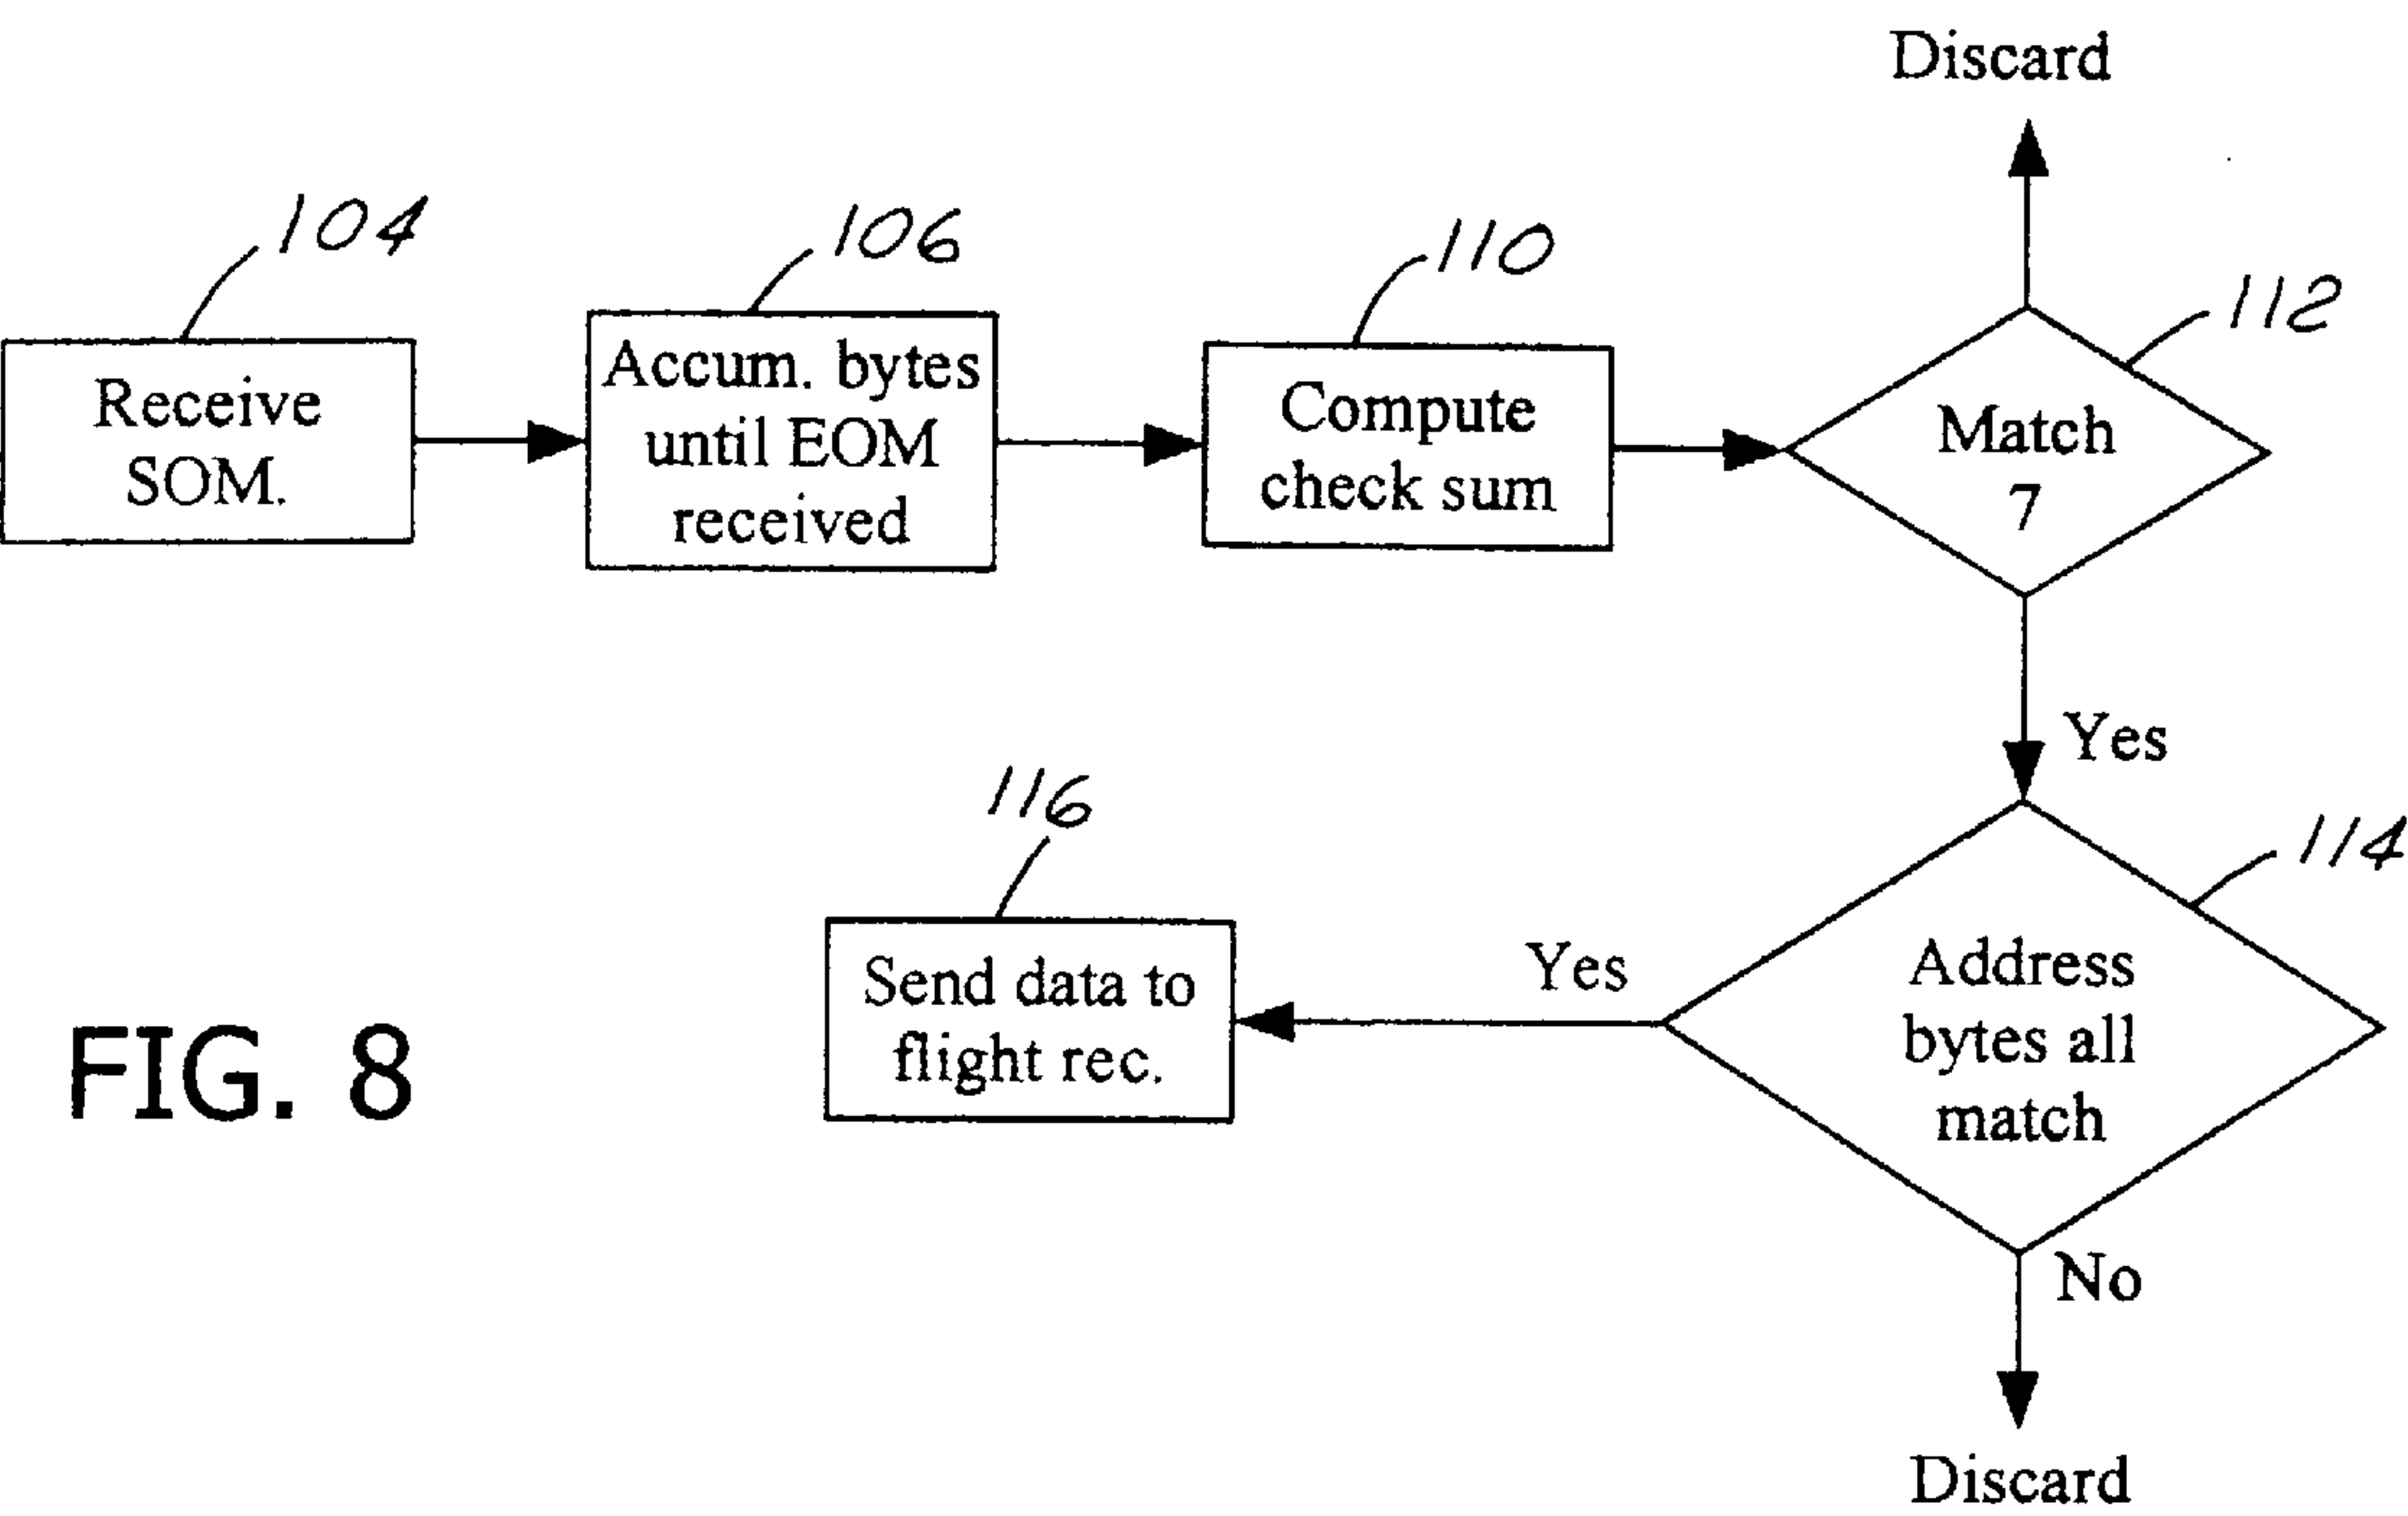 Discard
104
106
110
112
Receive
SOM.
Accum. bytes
until EOM
received
Compute
check sum
Match
7
Yes
116
114
Send data to
flight rec.
Yes
Address
bytes all
match
FIG. 8
No
Discard